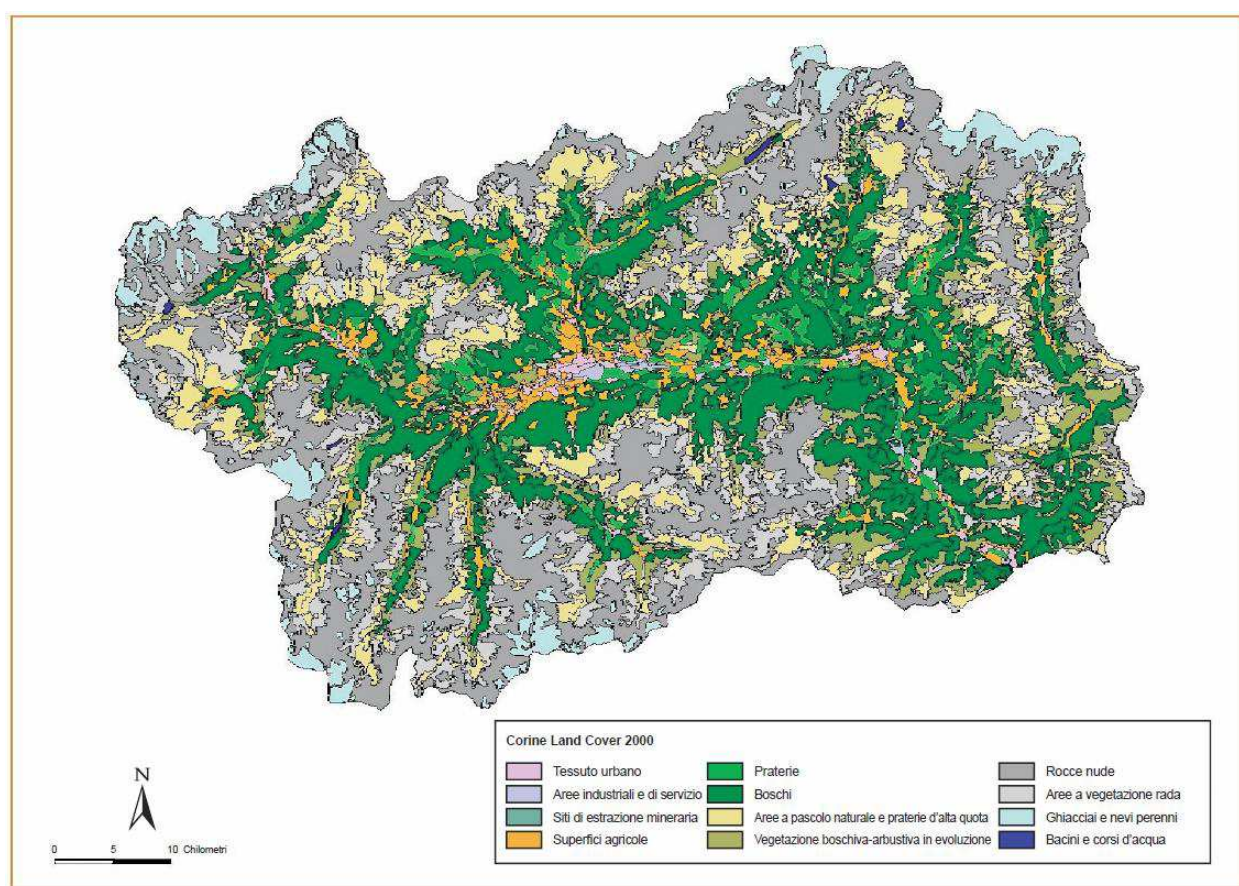 Corine Land Cover 2000
Tessuto urbano
Aree industriali e di servizio
Siti di estrazione mineraria
Superfici agricole
Praterie
Boschi
Aree a pascolo naturale e praterie d'alta quota
Vegetazione boschiva-arbustiva in evoluzione
Rocce nude
Aree a vegetazione rada
Ghiacciai e nevi perenni
Bacini e corsi d'acqua
N
0 5 10 Chilometri